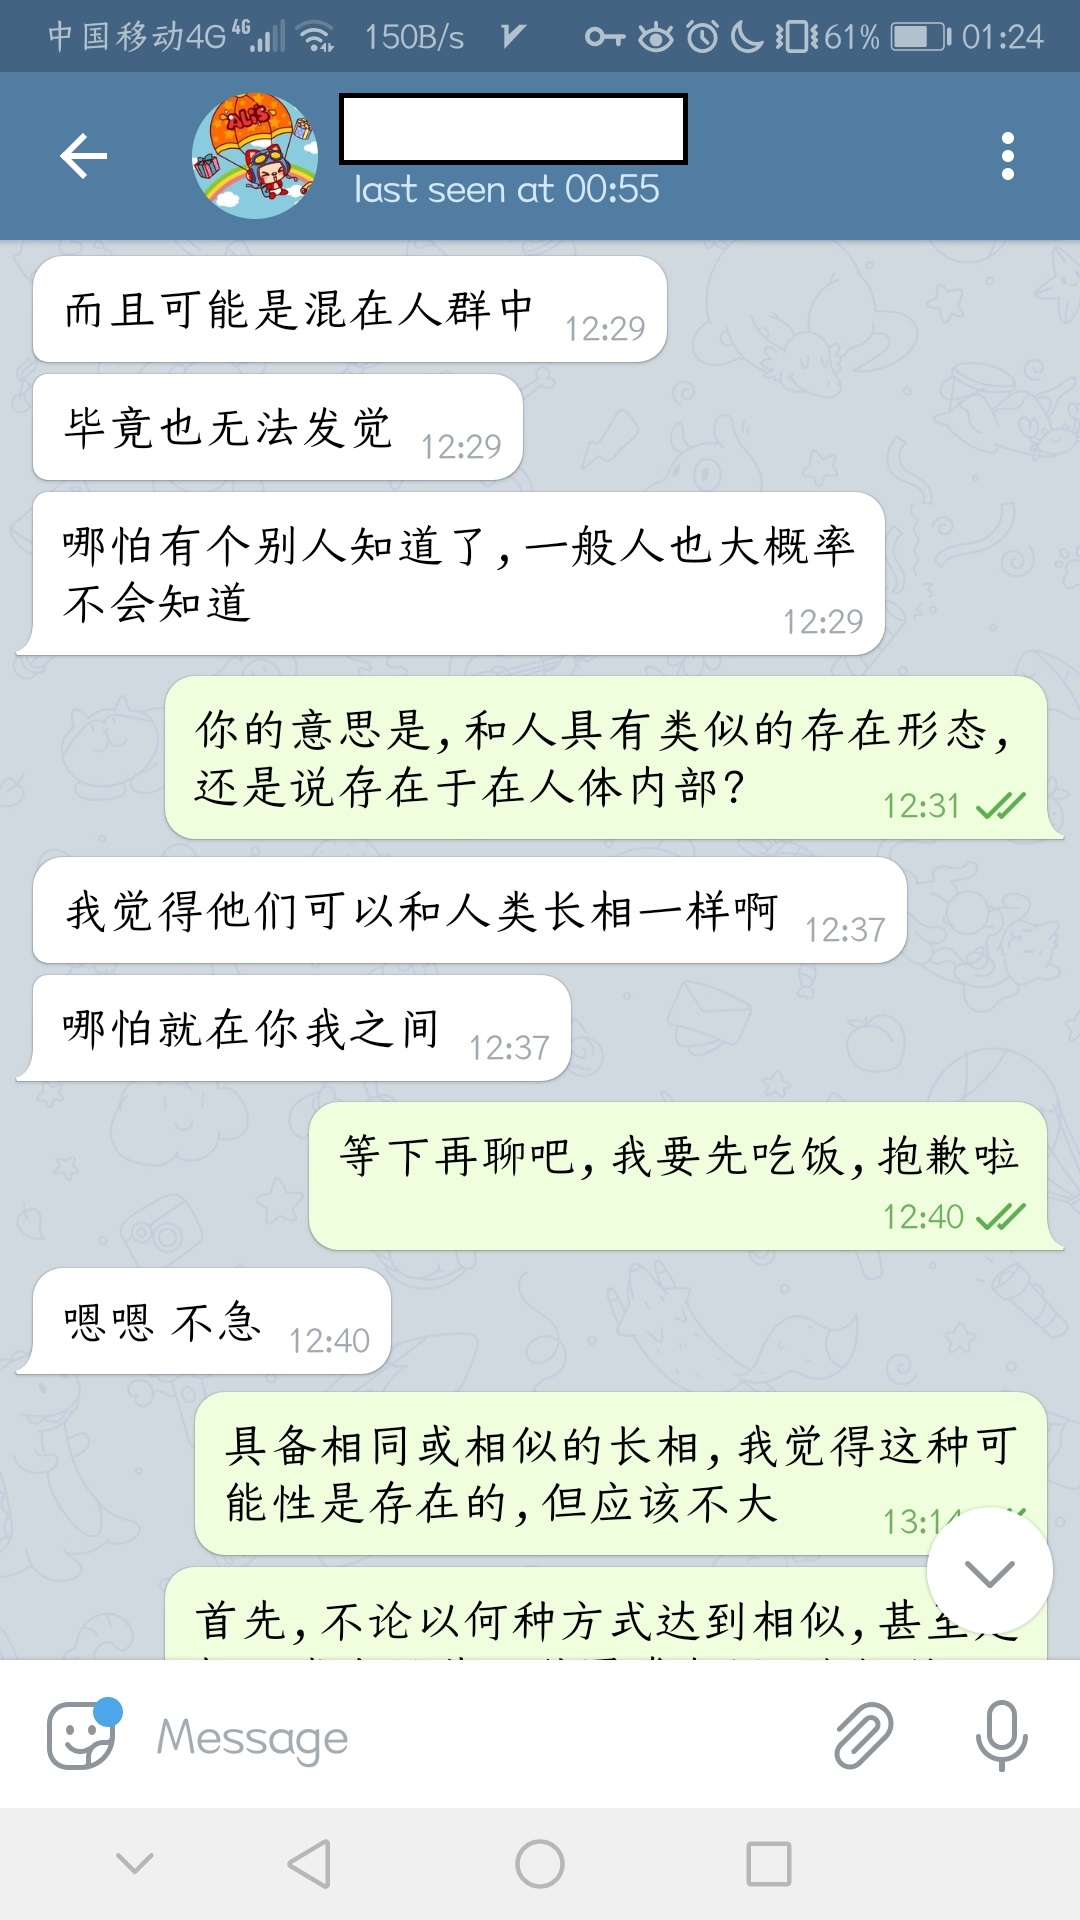 中国移动4G 4G 150B/s 61% 01:24
ALi'S
last seen at 00:55
而且可能是混在人群中 12:29
毕竟也无法发觉 12:29
哪怕有个别人知道了,一般人也大概率
不会知道 12:29
你的意思是,和人具有类似的存在形态,
还是说存在于在人体内部? 12:31
我觉得他们可以和人类长相一样啊 12:37
哪怕就在你我之间 12:37
等下再聊吧,我要先吃饭,抱歉啦
12:40
嗯嗯 不急 12:40
具备相同或相似的长相,我觉得这种可
能性是存在的,但应该不大 13:14
首先,不论以何种方式达到相似,甚至
Message